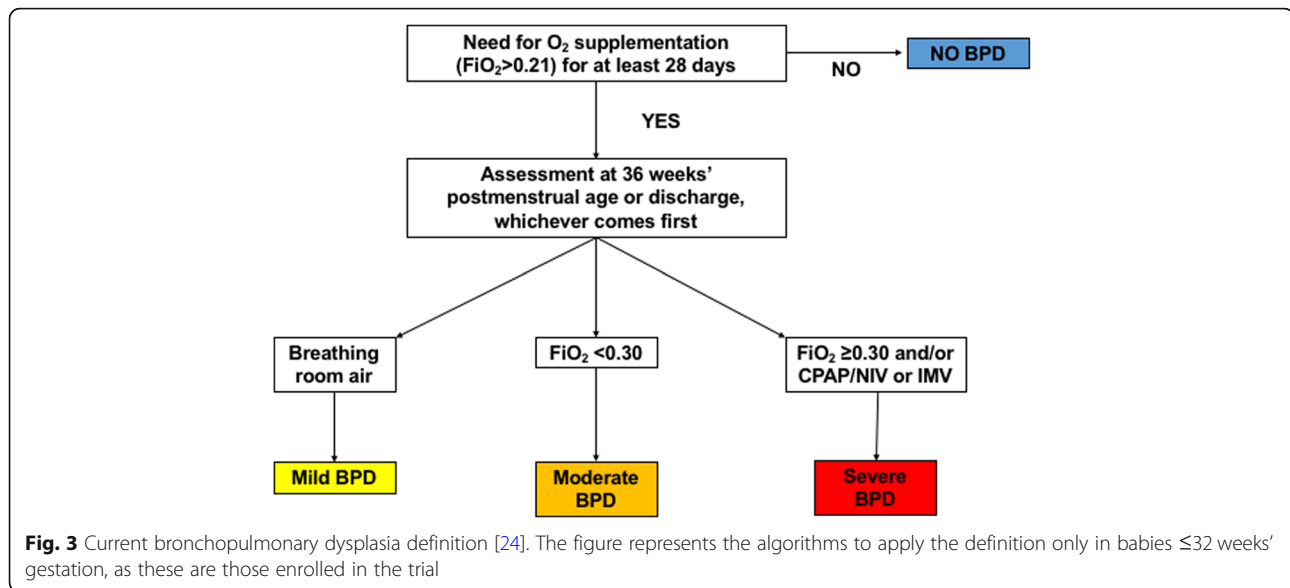 Need for O₂ supplementation
(FiO₂>0.21) for at least 28 days
NO
NO BPD
YES
Assessment at 36 weeks'
postmenstrual age or discharge,
whichever comes first
Breathing
room air
FiO₂ <0.30
FiO₂ ≥0.30 and/or
CPAP/NIV or IMV
Mild BPD
Moderate
BPD
Severe
BPD
Fig. 3 Current bronchopulmonary dysplasia definition [24]. The figure represents the algorithms to apply the definition only in babies ≤32 weeks'
gestation, as these are those enrolled in the trial